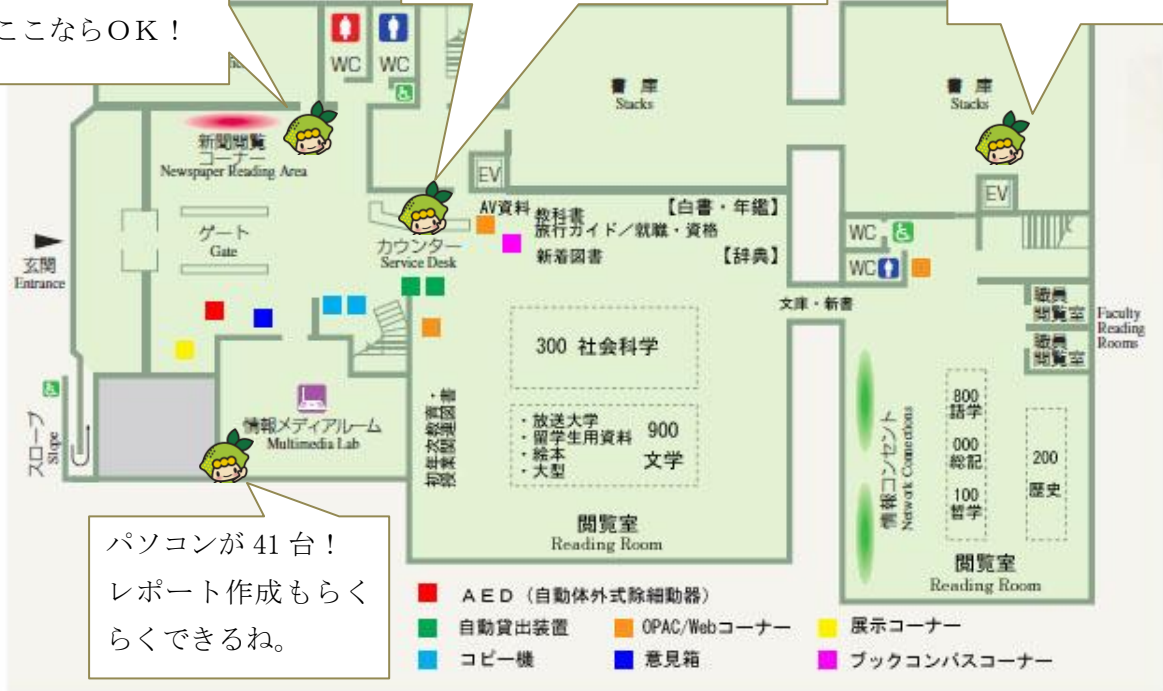 ここならOK！
WC
WC
書庫
Stacks
書庫
Stacks
新聞閲覧
コーナー
Newspaper Reading Area
EV
EV
AV資料
教科書
旅行ガイド／就職・資格
新着図書
【白書・年鑑】
【辞典】
ゲート
Gate
カウンター
Service Desk
玄関
Entrance
WC
WC
文庫・新書
職員
閲覧室
職員
閲覧室
Faculty
Reading
Rooms
300 社会科学
・放送大学
・留学生用資料
・絵本
・大型
900
文学
初年次教育・
授業関連図書
情報メディアルーム
Multimedia Lab
スロープ
Slope
情報コンセント
Network Connections
800
語学
000
総記
100
哲学
200
歴史
閲覧室
Reading Room
閲覧室
Reading Room
パソコンが41台！
レポート作成もらく
らくできるね。
ＡＥＤ（自動体外式除細動器）
自動貸出装置
OPAC/Webコーナー
展示コーナー
コピー機
意見箱
ブックコンパスコーナー